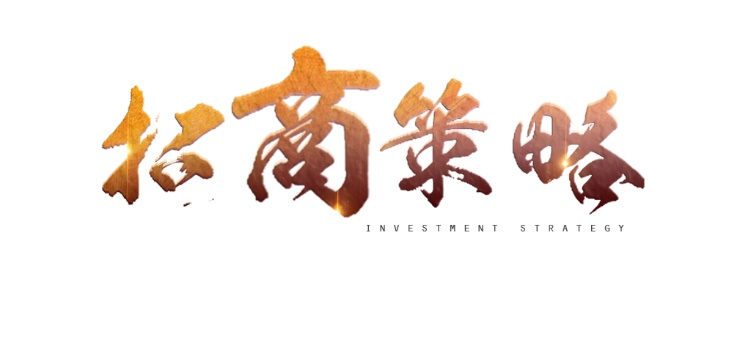 招商策略
INVESTMENT STRATEGY